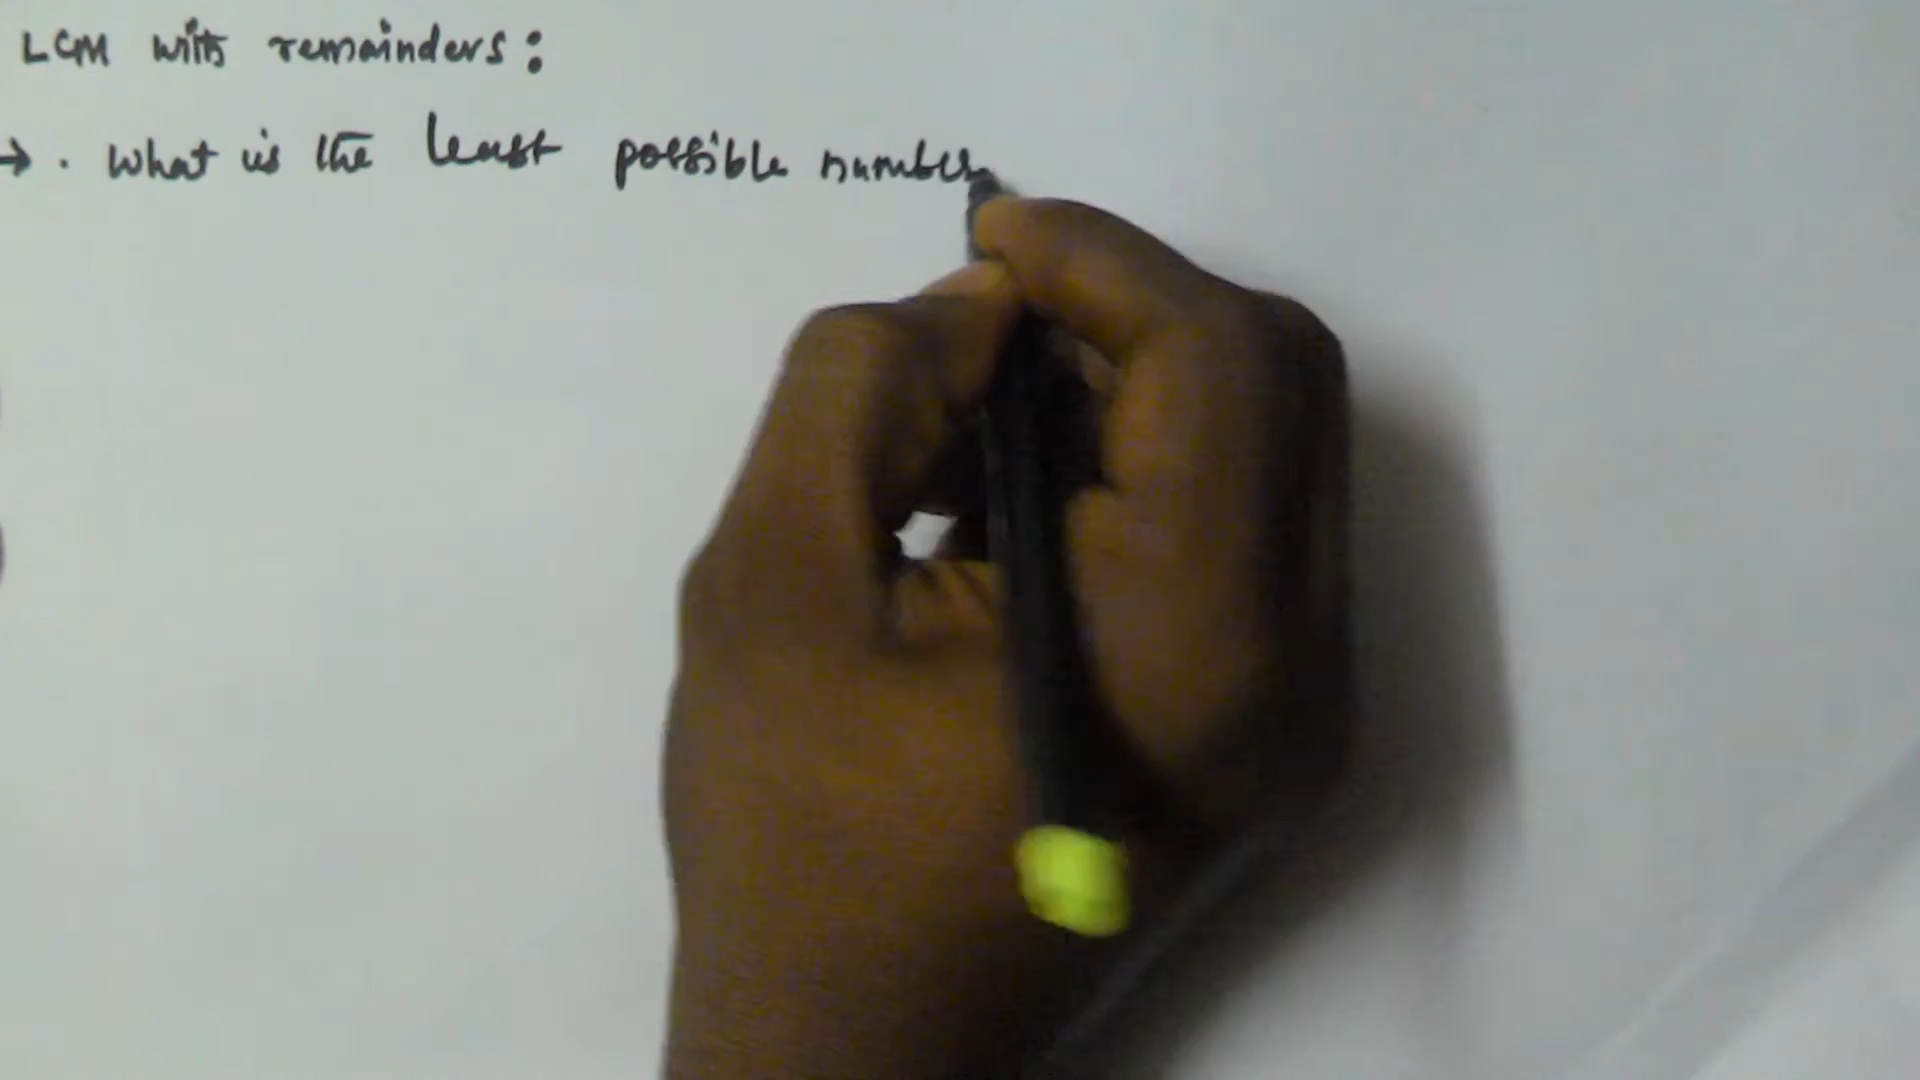 LCM with remainders:
→ . What is the least possible number